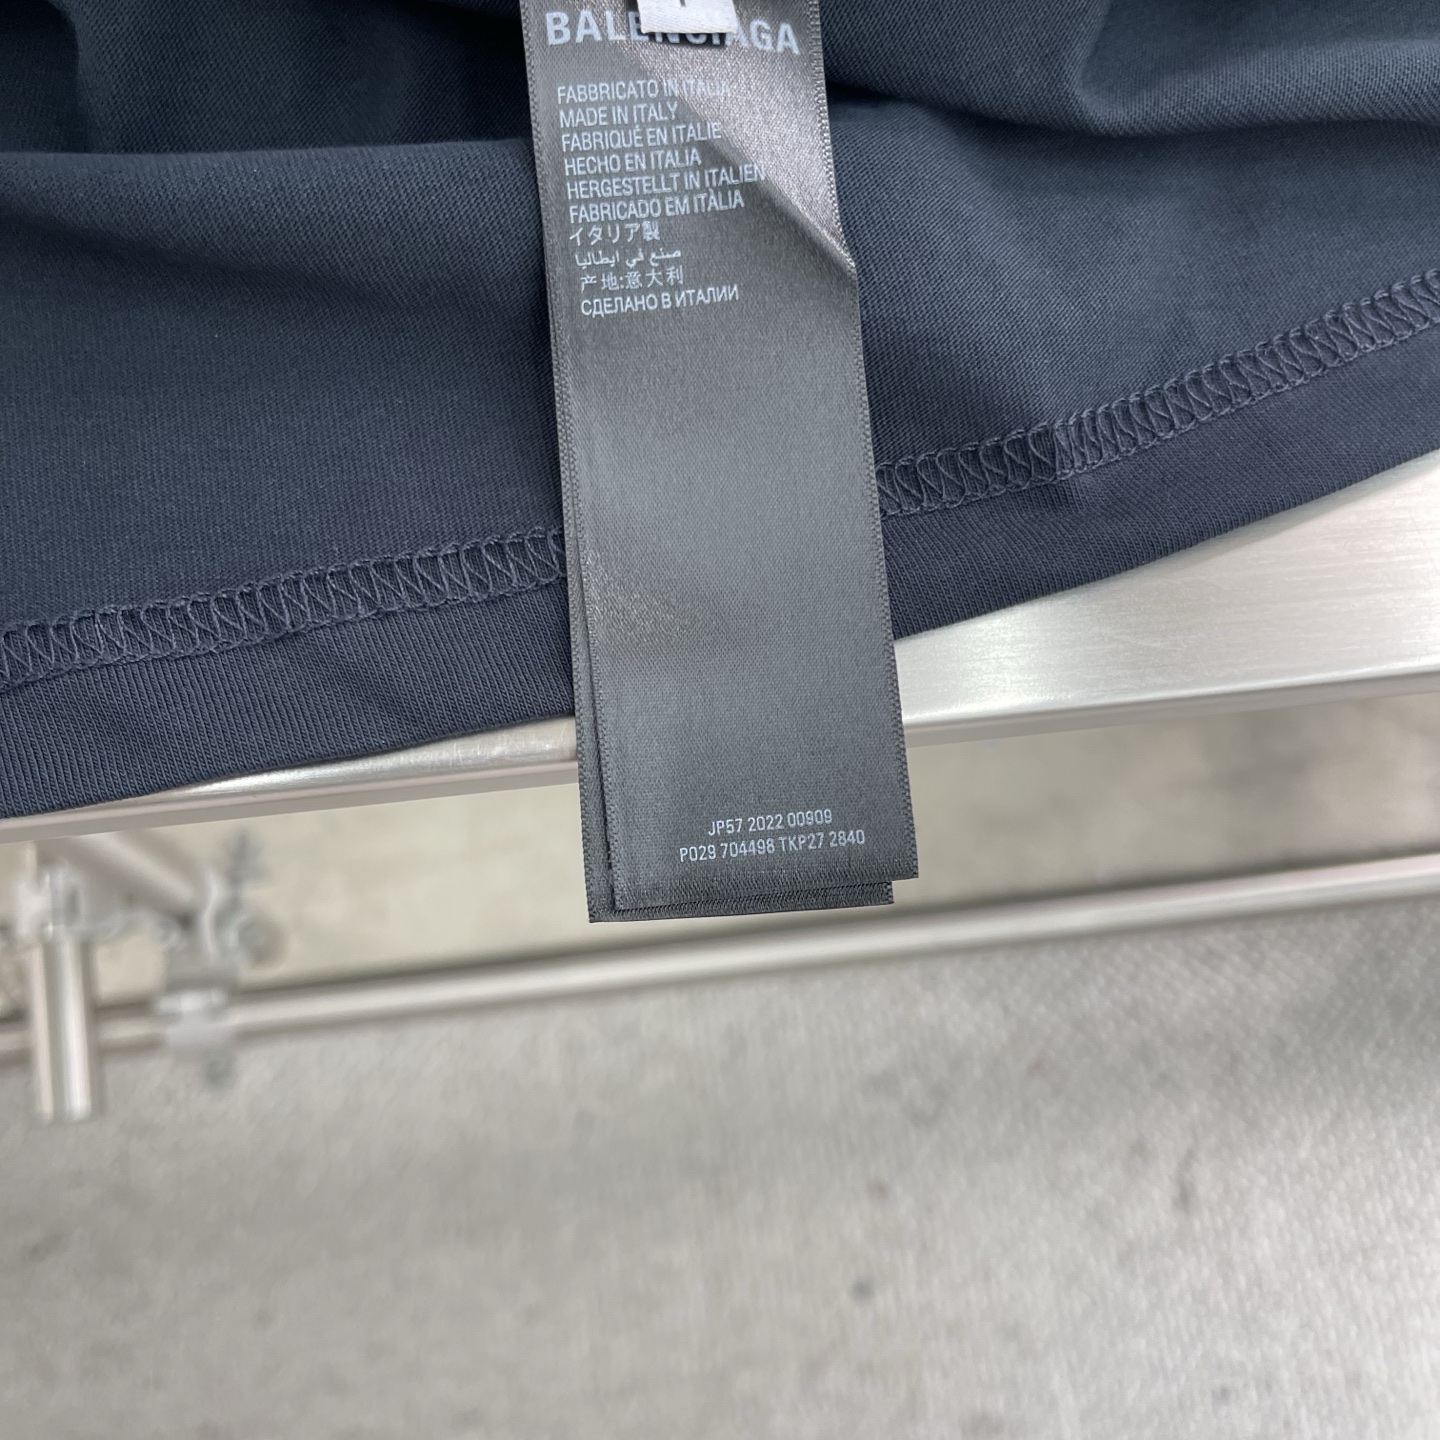 BALENCIAGA
FABBRICATO IN ITALIA
MADE IN ITALY
FABRIQUÉ EN ITALIE
HECHO EN ITALIA
HERGESTELLT IN ITALIEN
FABRICADO EM ITÀLIA
イタリア製
صنع في ايطاليا
产地:意大利
СДЕЛАНО В ИТАЛИИ
JP57 2022 00909
P029 704498 TKP27 2840